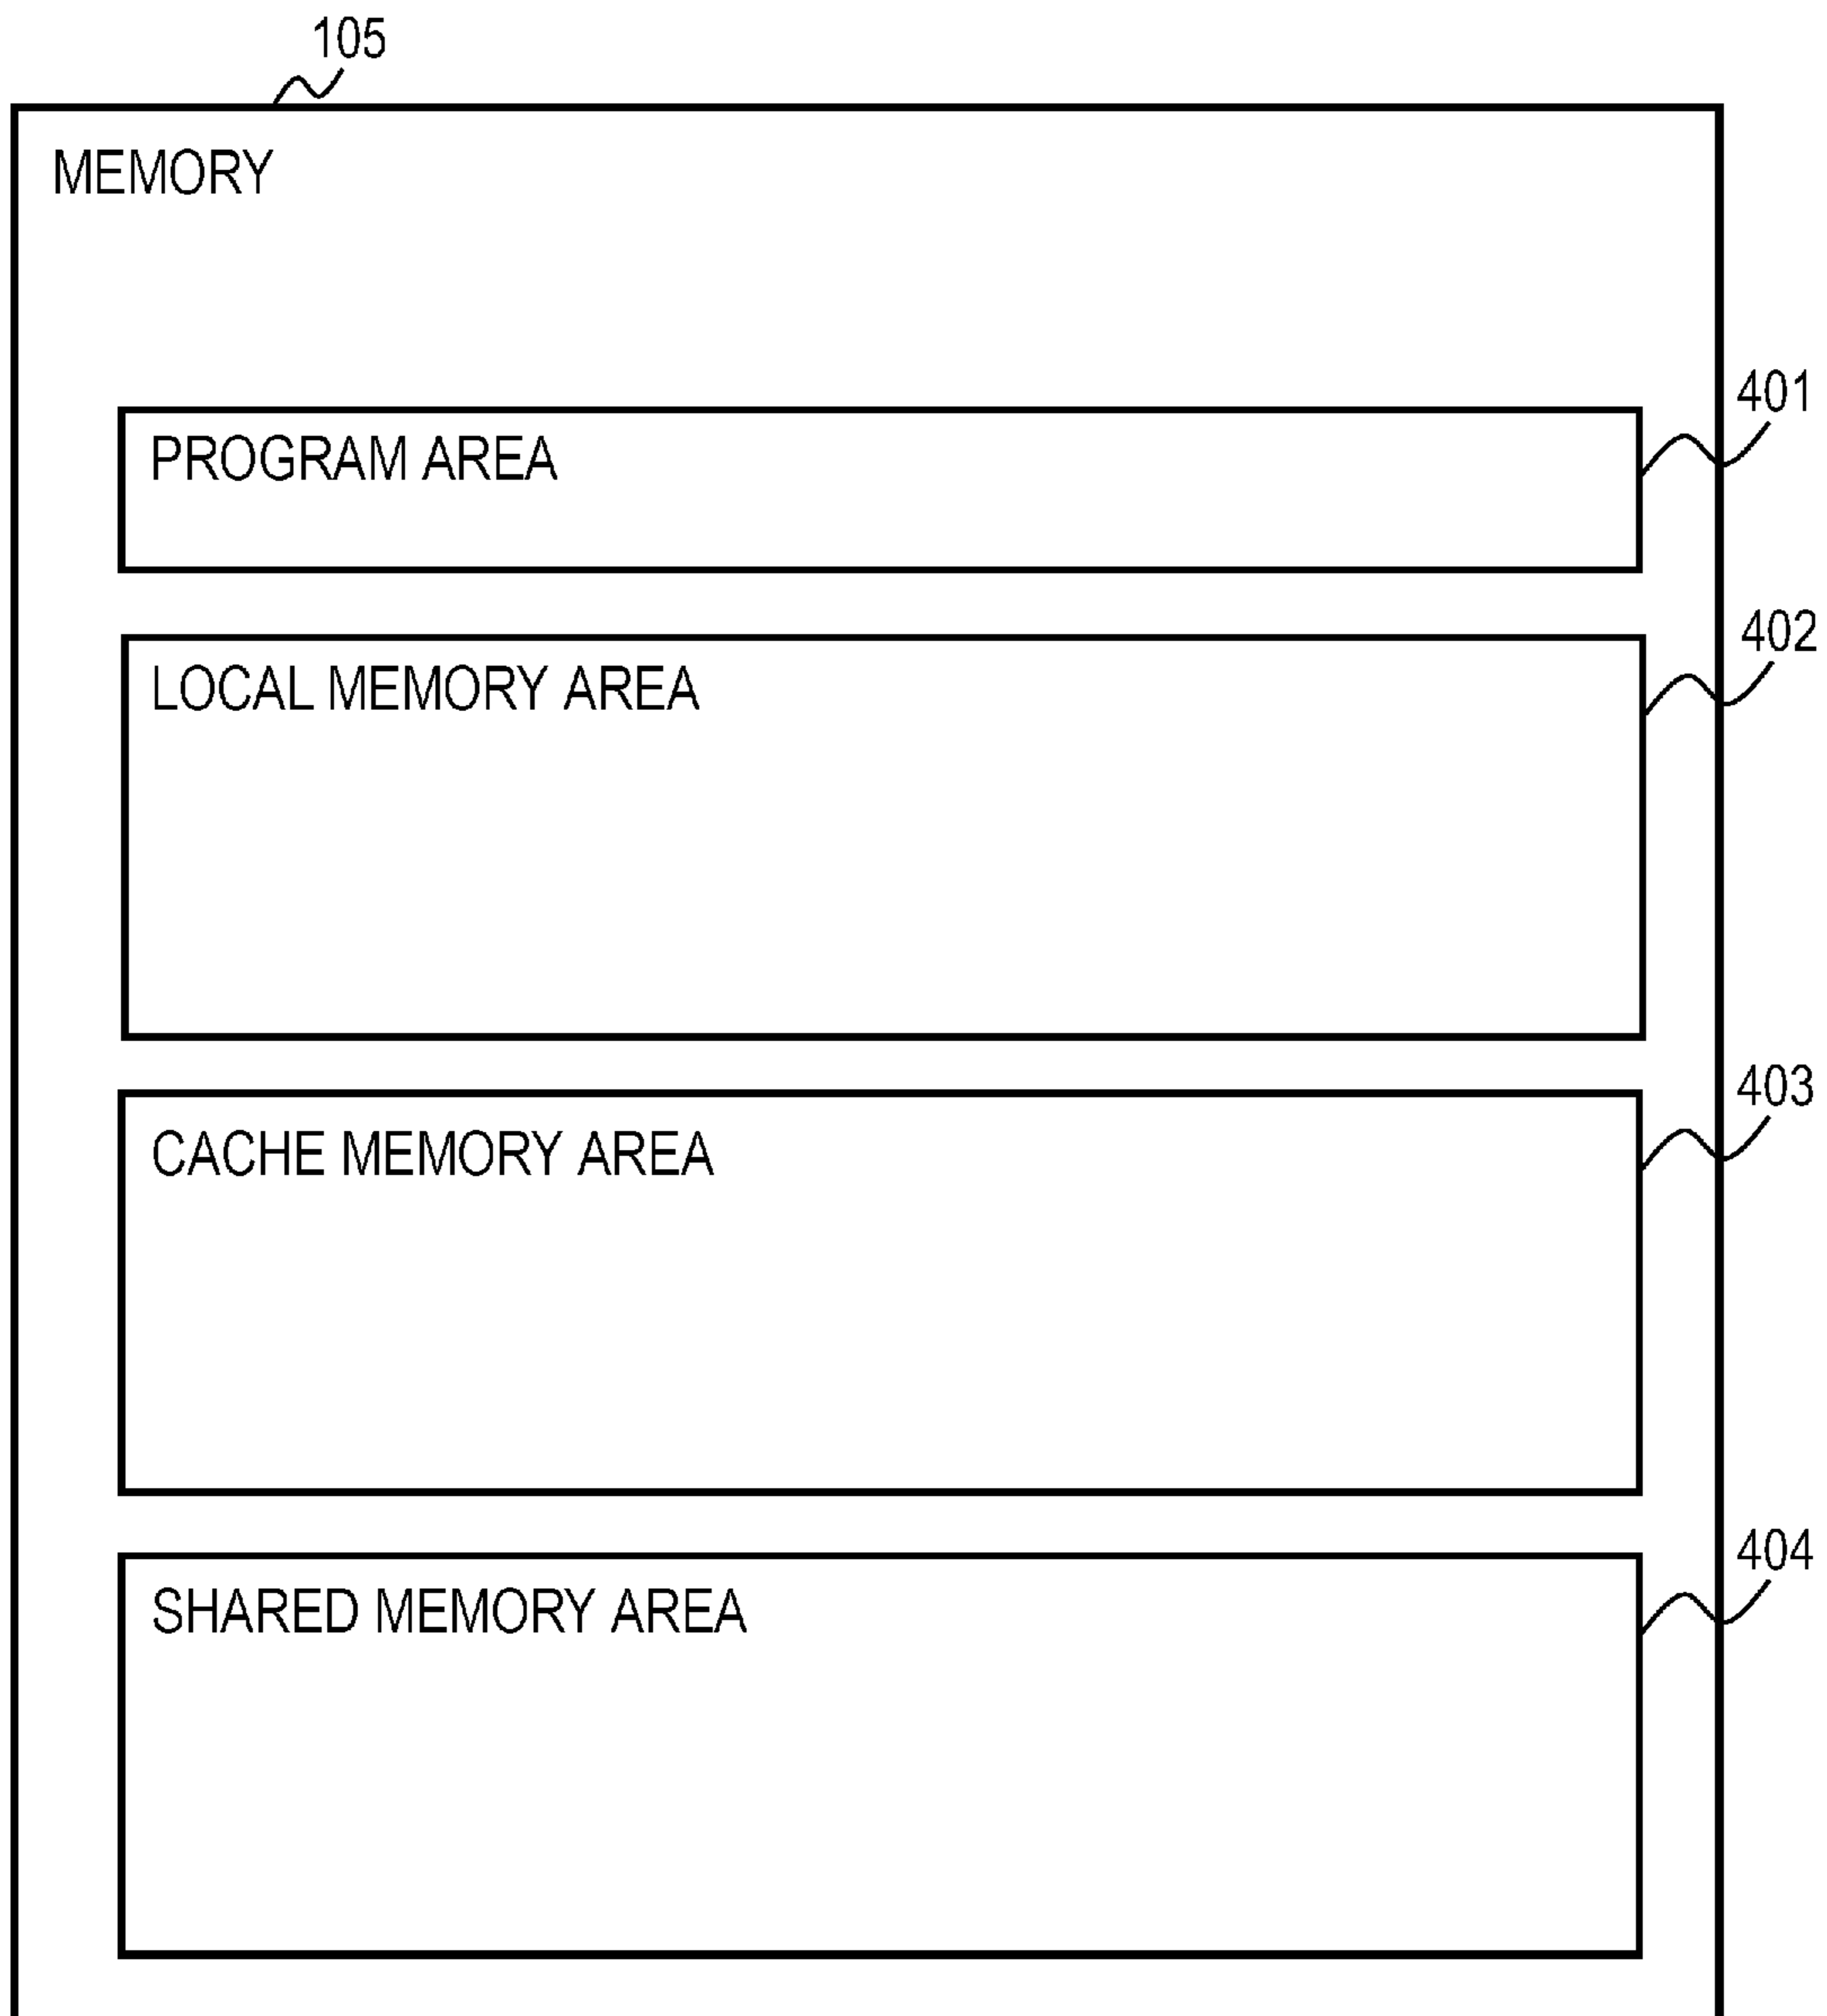 105
MEMORY
401
PROGRAM AREA
402
LOCAL MEMORY AREA
403
CACHE MEMORY AREA
404
SHARED MEMORY AREA